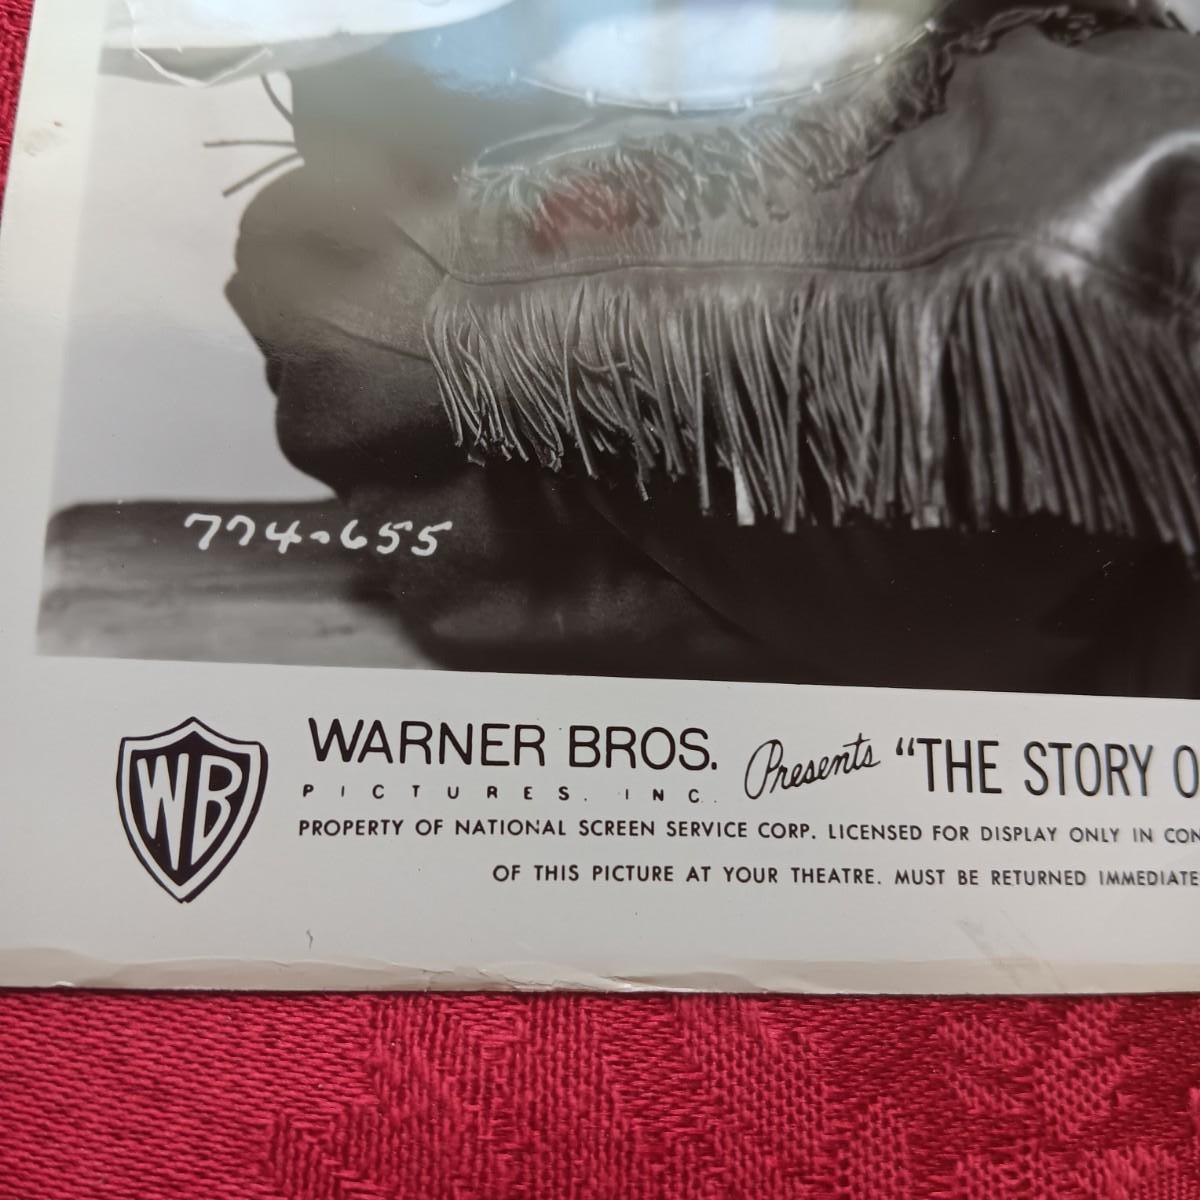 774-655
WB
WARNER BROS. Presents "THE STORY O
PICTURES. INC.
PROPERTY OF NATIONAL SCREEN SERVICE CORP. LICENSED FOR DISPLAY ONLY IN CON
OF THIS PICTURE AT YOUR THEATRE. MUST BE RETURNED IMMEDIATE